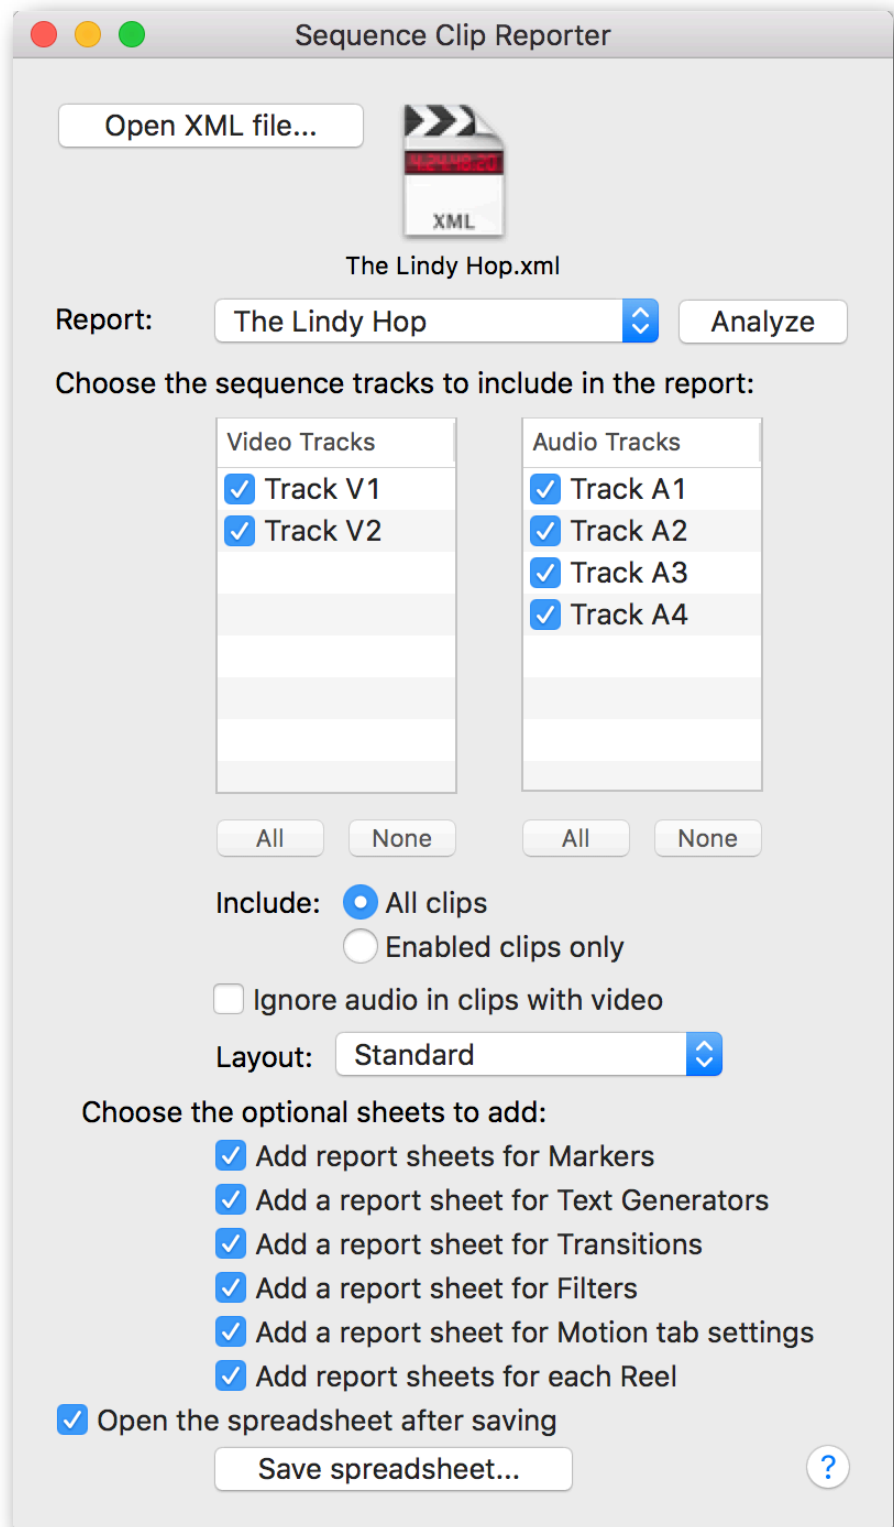 Sequence Clip Reporter
Open XML file...
4:24:48:20
XML
The Lindy Hop.xml
Report: The Lindy Hop Analyze
Choose the sequence tracks to include in the report:
Video Tracks Audio Tracks
Track V1 Track A1
Track V2 Track A2
Track A3
Track A4
All None All None
Include: All clips
Enabled clips only
Ignore audio in clips with video
Layout: Standard
Choose the optional sheets to add:
Add report sheets for Markers
Add a report sheet for Text Generators
Add a report sheet for Transitions
Add a report sheet for Filters
Add a report sheet for Motion tab settings
Add report sheets for each Reel
Open the spreadsheet after saving
Save spreadsheet... ?